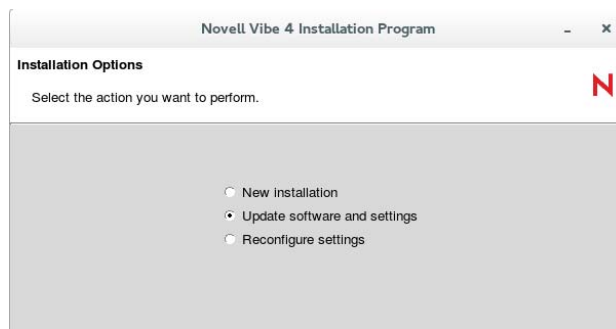 Novell Vibe 4 Installation Program
Installation Options
Select the action you want to perform.
N
New installation
Update software and settings
Reconfigure settings